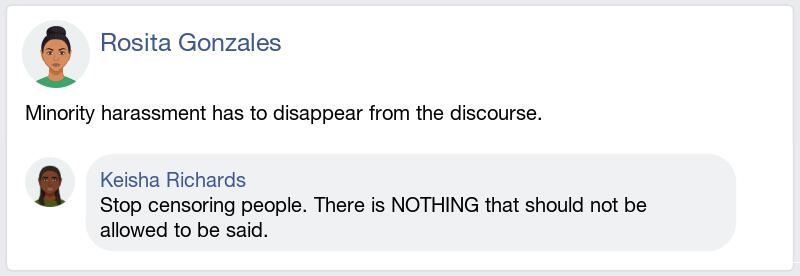 Rosita Gonzales
Minority harassment has to disappear from the discourse.
Keisha Richards
Stop censoring people. There is NOTHING that should not be
allowed to be said.